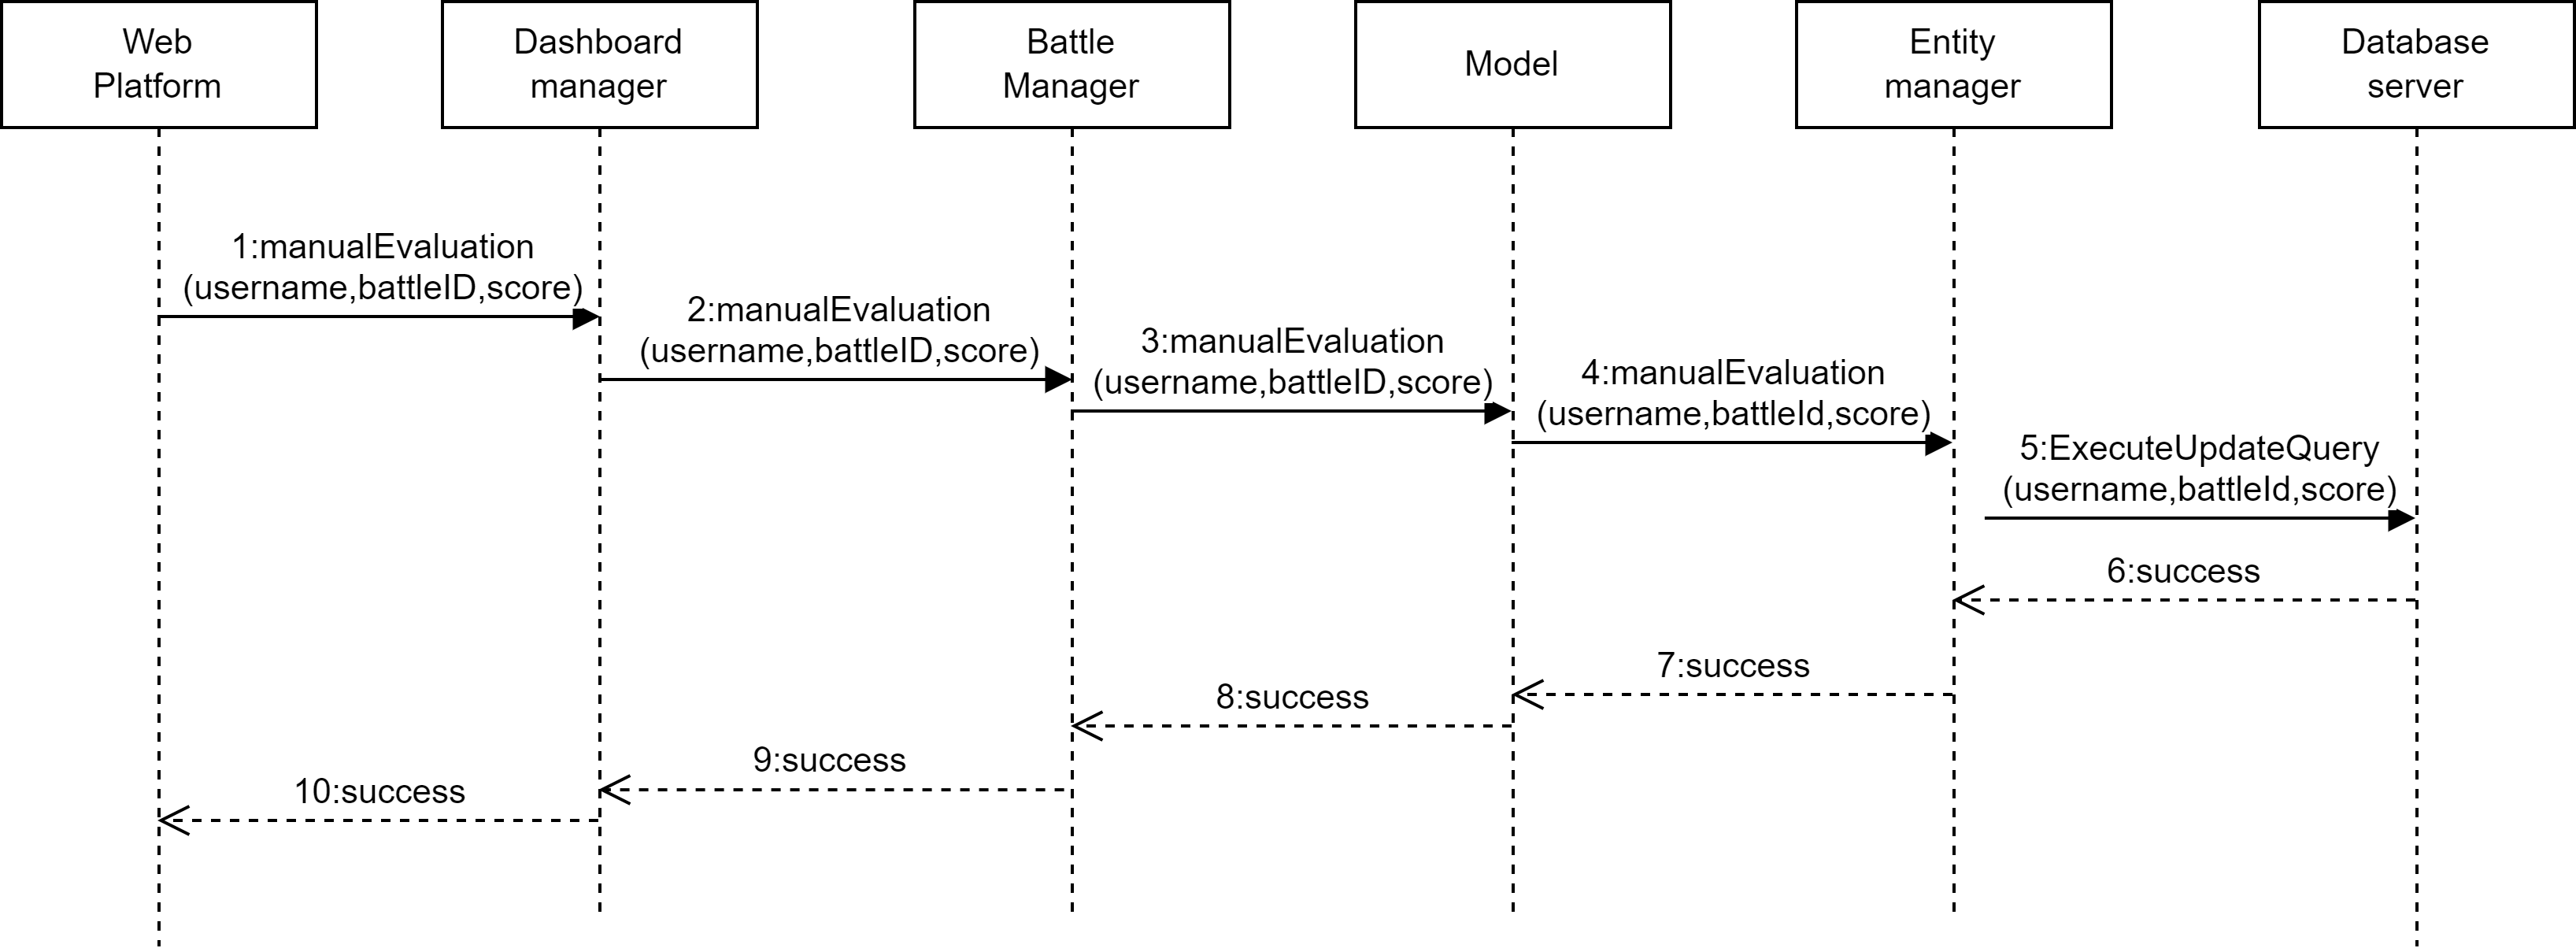 Web
Platform
Dashboard
manager
Battle
Manager
Model
Entity
manager
Database
server
1:manualEvaluation
(username,battleID,score)
2:manualEvaluation
(username,battleID,score)
3:manualEvaluation
(username,battleID,score)
4:manualEvaluation
(username,battleId,score)
5:ExecuteUpdateQuery
(username,battleId,score)
6:success
7:success
8:success
9:success
10:success